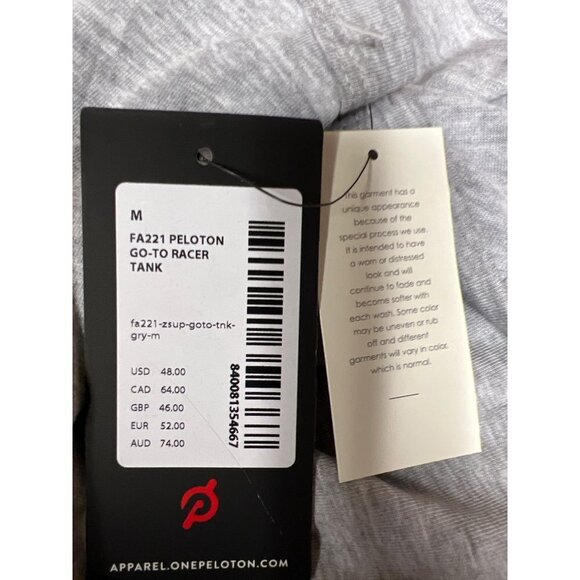 M
FA221 PELOTON
GO-TO RACER
TANK
fa221-zsup-goto-tnk-
gry-m
USD 48.00
CAD 64.00
GBP 46.00
EUR 52.00
AUD 74.00
840081354667
APPAREL.ONEPELOTON.COM
This garment has a
unique appearance
because of the
special process we use.
It is intended to have
a worn or distressed
look and will
continue to fade and
become softer with
each wash. Some color
may be uneven or rub
off and different
garments will vary in color,
which is normal.